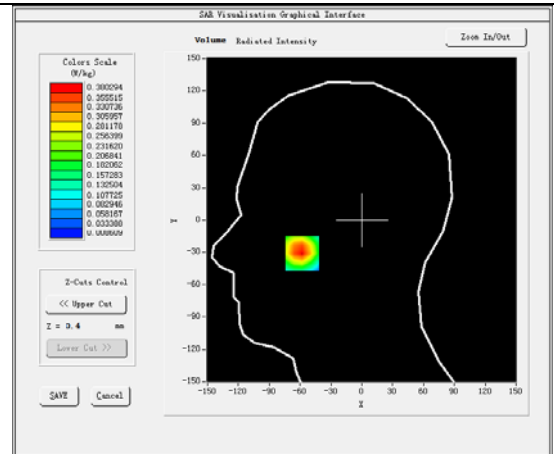 SAR Visualisation Graphical Interface
Volume Radiated Intensity
Zoom In/Out
Colors Scale
(W/kg)
0.380294
0.355515
0.330736
0.305957
0.281178
0.256399
0.231620
0.206841
0.182062
0.157283
0.132504
0.107725
0.082946
0.058167
0.033388
0.008609
Z-Cuts Control
<< Upper Cut
Z = 0.4 mm
Lower Cut >>
SAVE
Cancel
150
120
90
60
30
0
-30
-60
-90
-120
-150
Y
-150 -120 -90 -60 -30 0 30 60 90 120 150
X